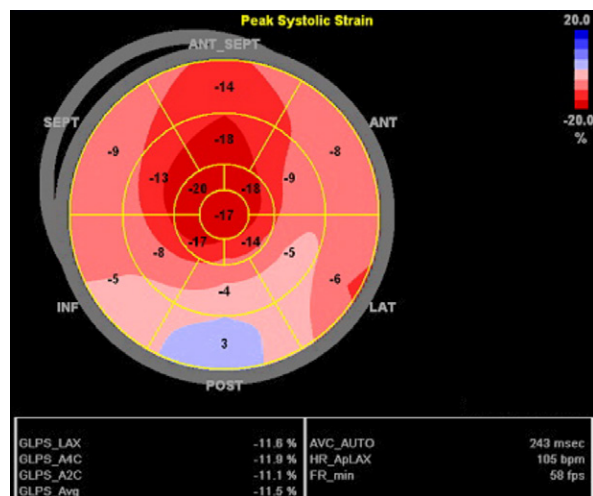 Peak Systolic Strain
20.0
ANT_SEPT
-14
SEPT
ANT
-20.0
%
-18
-9
-8
-13
-9
-20
-18
-17
-17
-14
-8
-5
-5
-6
-4
INF
LAT
3
POST
GLPS_LAX -11.6 % AVC_AUTO 243 msec
GLPS_A4C -11.9 % HR_ApLAX 105 bpm
GLPS_A2C -11.1 % FR_min 58 fps
GLPS_Avg -11.5 %